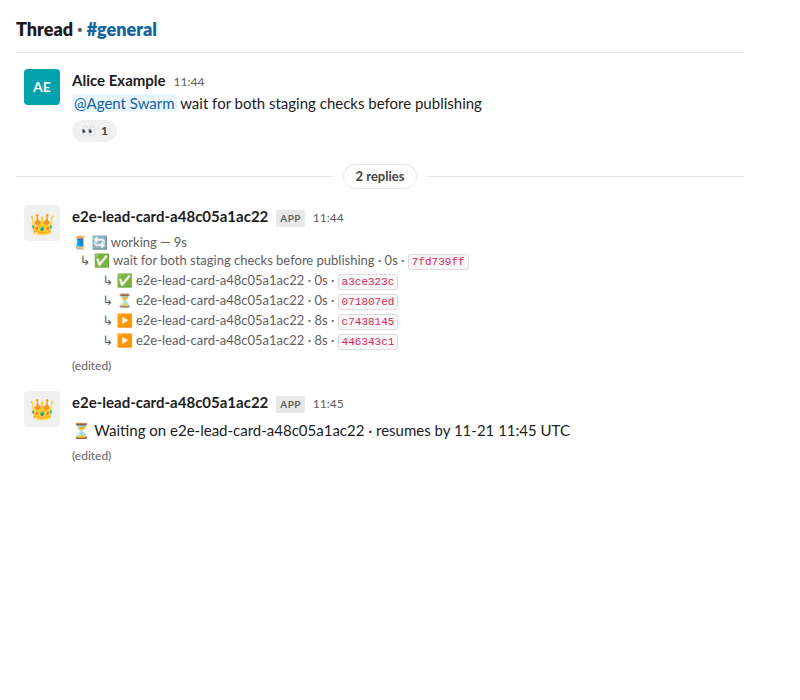 Thread • #general
AE
Alice Example 11:44
@Agent Swarm wait for both staging checks before publishing
👀 1
2 replies
e2e-lead-card-a48c05a1ac22 APP 11:44
🧵 🔄 working — 9s
↳ ✅ wait for both staging checks before publishing · 0s · 7fd739ff
↳ ✅ e2e-lead-card-a48c05a1ac22 · 0s · a3ce323c
↳ ⏳ e2e-lead-card-a48c05a1ac22 · 0s · 071807ed
↳ ▶️ e2e-lead-card-a48c05a1ac22 · 8s · c7438145
↳ ▶️ e2e-lead-card-a48c05a1ac22 · 8s · 446343c1
(edited)
e2e-lead-card-a48c05a1ac22 APP 11:45
⏳ Waiting on e2e-lead-card-a48c05a1ac22 · resumes by 11-21 11:45 UTC
(edited)